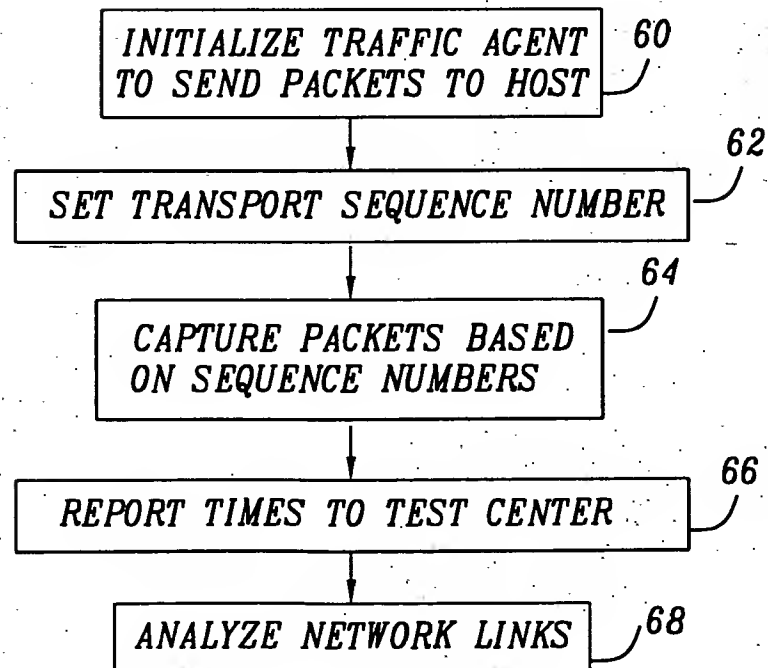 INITIALIZE TRAFFIC AGENT
TO SEND PACKETS TO HOST
60
SET TRANSPORT SEQUENCE NUMBER
62
CAPTURE PACKETS BASED
ON SEQUENCE NUMBERS
64
REPORT TIMES TO TEST CENTER
66
ANALYZE NETWORK LINKS
68